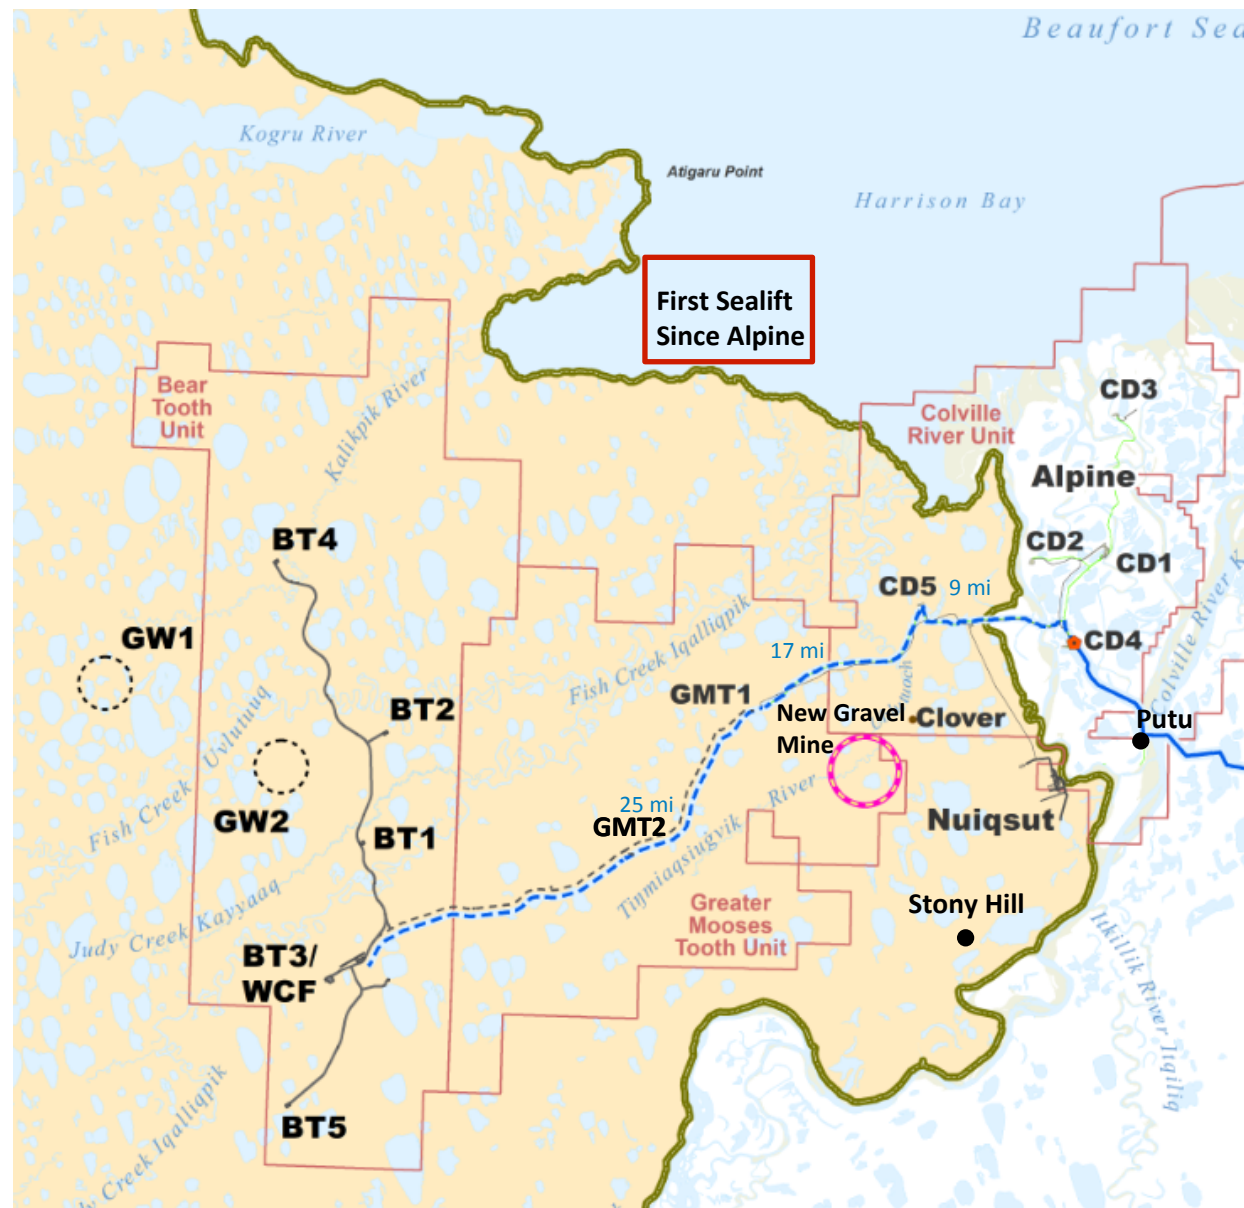 Beaufort Sea
Kogru River
Atigaru Point
Harrison Bay
First Sealift
Since Alpine
Bear
Tooth
Unit
Kalikpik River
Colville
River Unit
CD3
Alpine
CD2
CD1
BT4
CD5
9 mi
GW1
Fish Creek Iqalliqpik
17 mi
CD4
Colville River K
GMT1
BT2
New Gravel
Mine
Clover
Putu
Fish Creek Uvlutuuq
GW2
25 mi
GMT2
River
BT1
Nuiqsut
Tiŋmiaqsiugvik
Judy Creek Kayyaaq
Greater
Mooses
Tooth Unit
Stony Hill
BT3/
WCF
Itkillik River Itqiliq
BT5
dy Creek Iqalliqpik